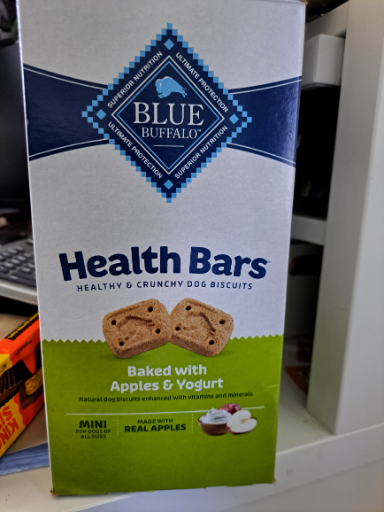 SUPERIOR NUTRITION
ULTIMATE PROTECTION
BLUE
BUFFALO™
ULTIMATE PROTECTION
SUPERIOR NUTRITION
Health Bars
HEALTHY & CRUNCHY DOG BISCUITS
Baked with
Apples & Yogurt
Natural dog biscuits enhanced with vitamins and minerals
MINI
FOR DOGS OF
ALL SIZES
MADE WITH
REAL APPLES